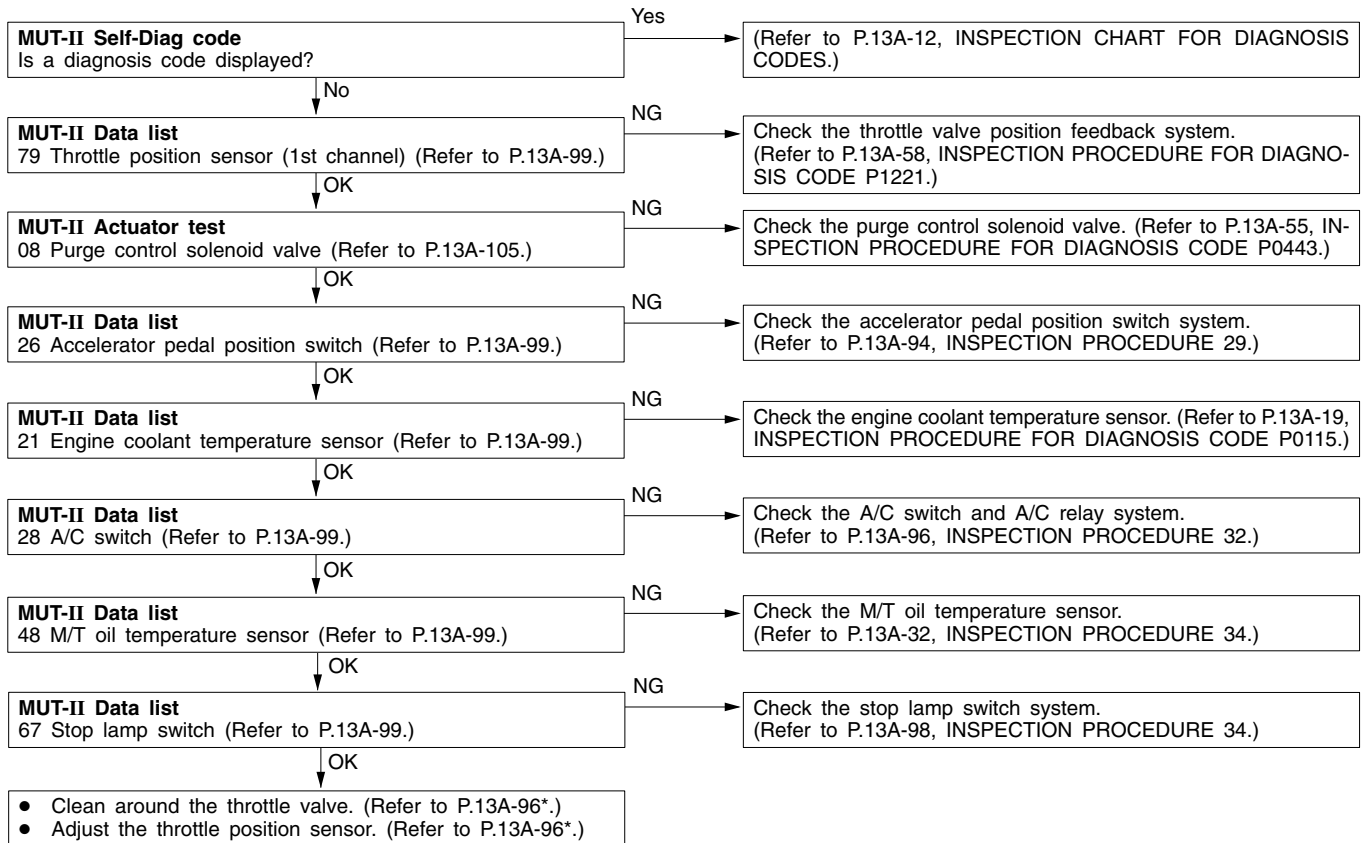 MUT-II Self-Diag code
Is a diagnosis code displayed?
Yes
(Refer to P.13A-12, INSPECTION CHART FOR DIAGNOSIS
CODES.)
No
MUT-II Data list
79 Throttle position sensor (1st channel) (Refer to P.13A-99.)
NG
Check the throttle valve position feedback system.
(Refer to P.13A-58, INSPECTION PROCEDURE FOR DIAGNO-
SIS CODE P1221.)
OK
MUT-II Actuator test
08 Purge control solenoid valve (Refer to P.13A-105.)
NG
Check the purge control solenoid valve. (Refer to P.13A-55, IN-
SPECTION PROCEDURE FOR DIAGNOSIS CODE P0443.)
OK
MUT-II Data list
26 Accelerator pedal position switch (Refer to P.13A-99.)
NG
Check the accelerator pedal position switch system.
(Refer to P.13A-94, INSPECTION PROCEDURE 29.)
OK
MUT-II Data list
21 Engine coolant temperature sensor (Refer to P.13A-99.)
NG
Check the engine coolant temperature sensor. (Refer to P.13A-19,
INSPECTION PROCEDURE FOR DIAGNOSIS CODE P0115.)
OK
MUT-II Data list
28 A/C switch (Refer to P.13A-99.)
NG
Check the A/C switch and A/C relay system.
(Refer to P.13A-96, INSPECTION PROCEDURE 32.)
OK
MUT-II Data list
48 M/T oil temperature sensor (Refer to P.13A-99.)
NG
Check the M/T oil temperature sensor.
(Refer to P.13A-32, INSPECTION PROCEDURE 34.)
OK
MUT-II Data list
67 Stop lamp switch (Refer to P.13A-99.)
NG
Check the stop lamp switch system.
(Refer to P.13A-98, INSPECTION PROCEDURE 34.)
OK
● Clean around the throttle valve. (Refer to P.13A-96*.)
● Adjust the throttle position sensor. (Refer to P.13A-96*.)